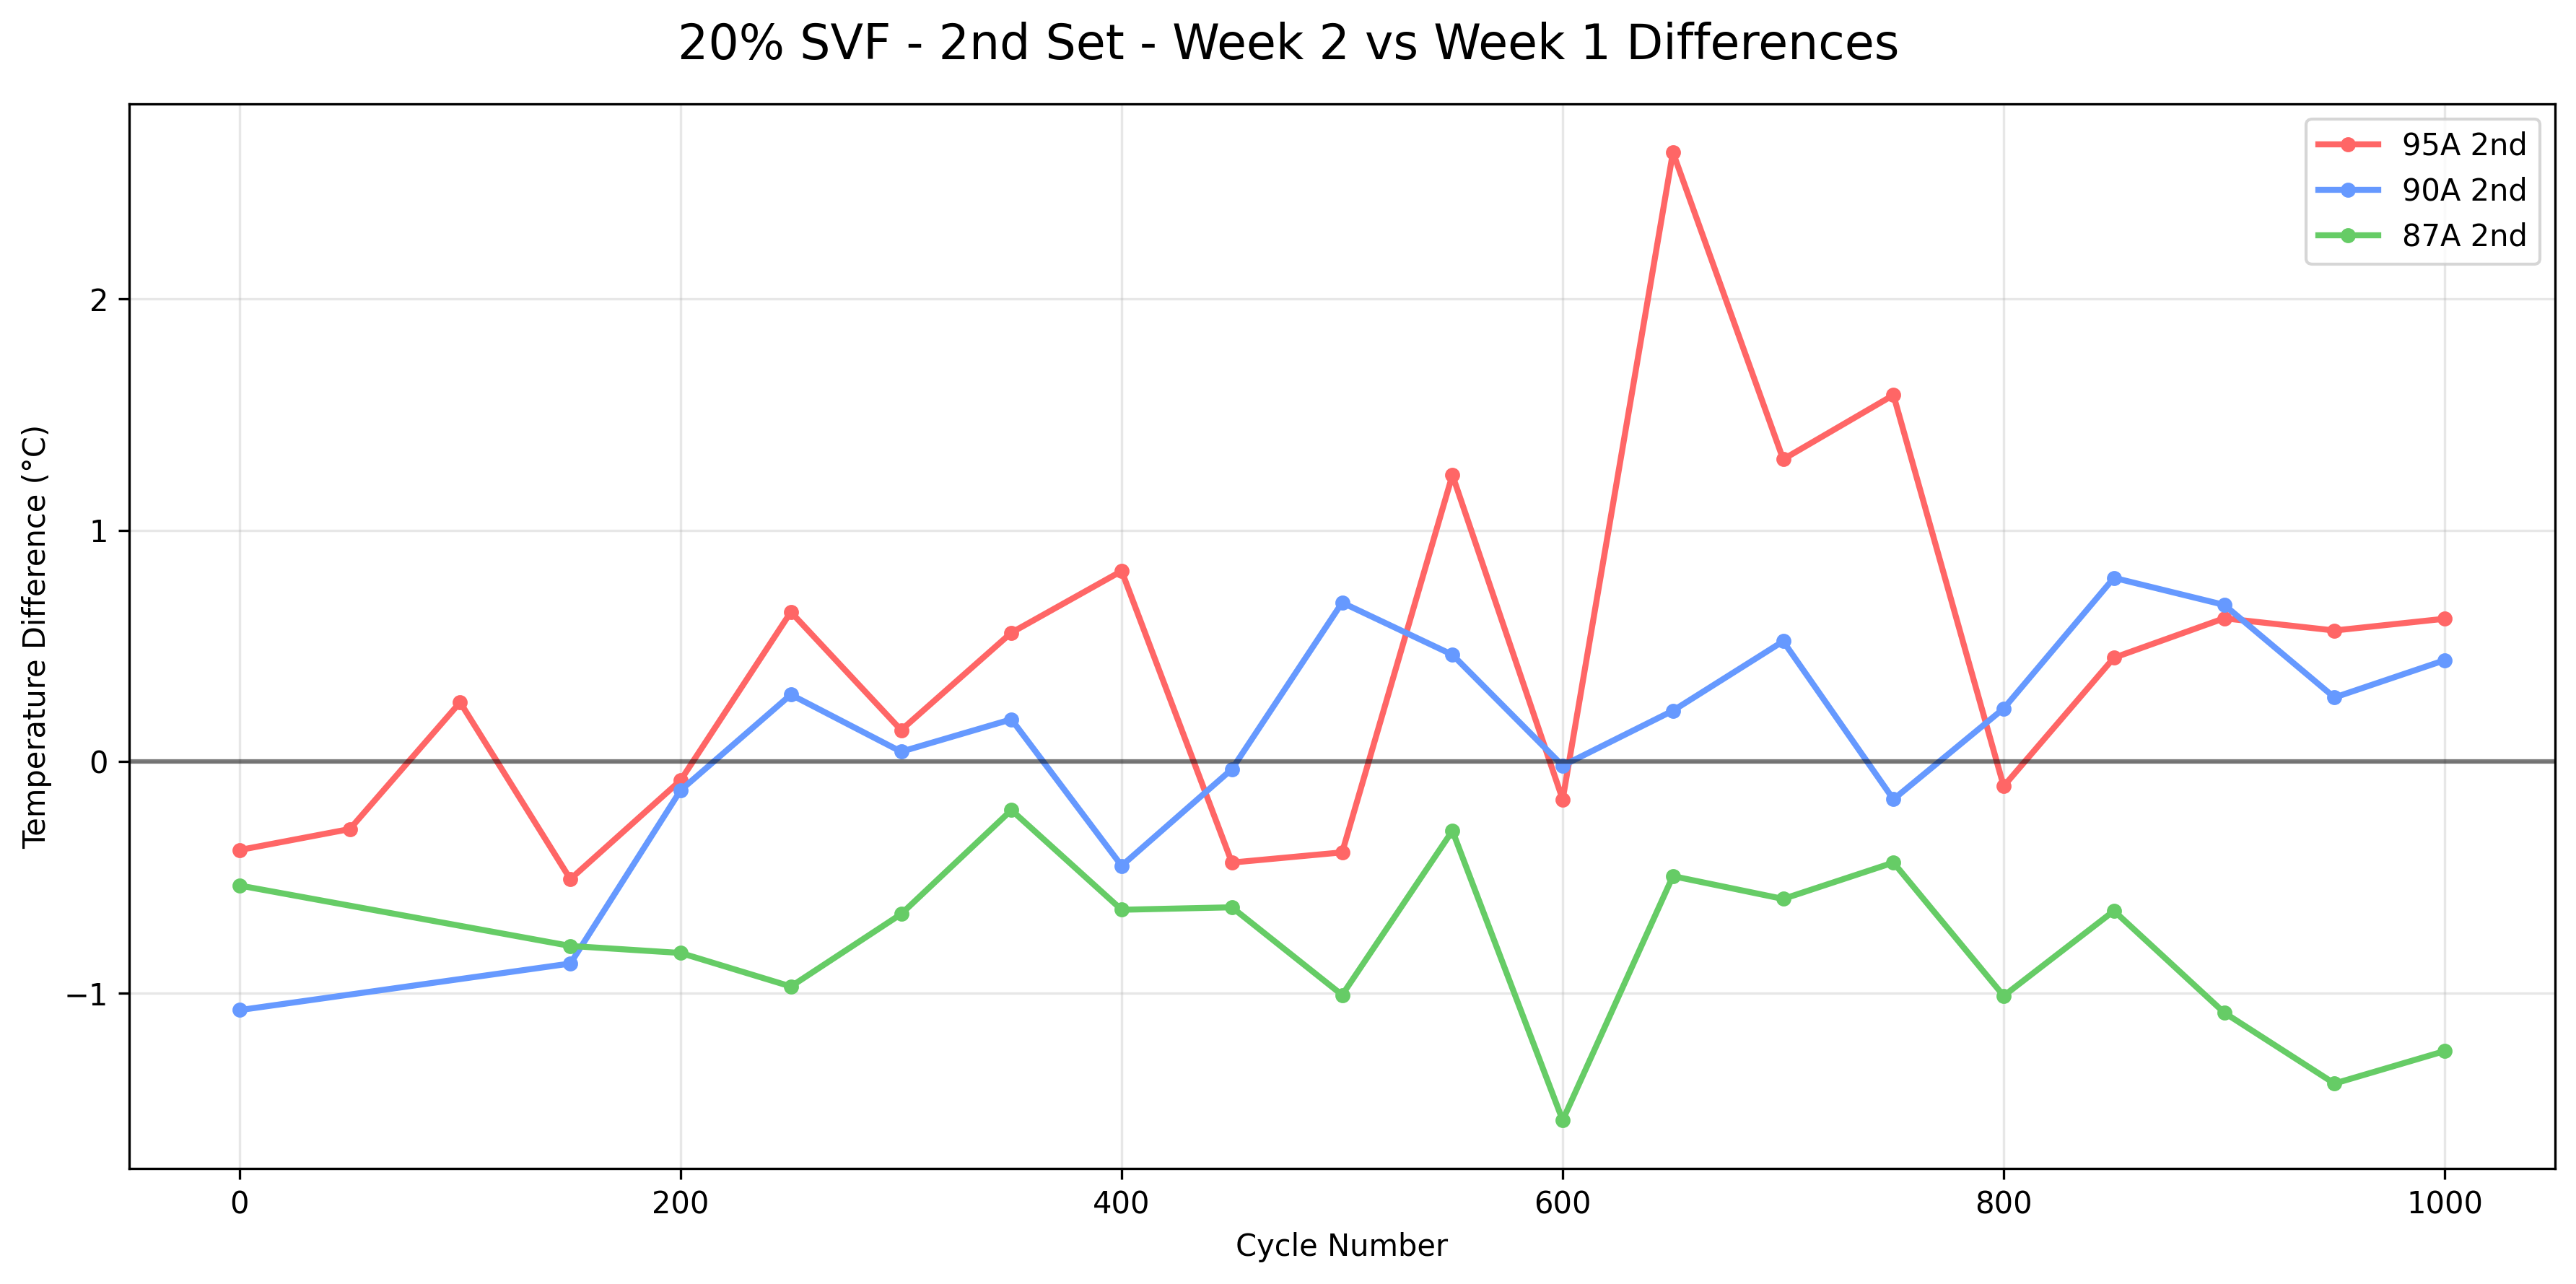 20% SVF - 2nd Set - Week 2 vs Week 1 Differences
95A 2nd
90A 2nd
87A 2nd
Temperature Difference (°C)
2
1
0
−1
0 200 400 600 800 1000
Cycle Number